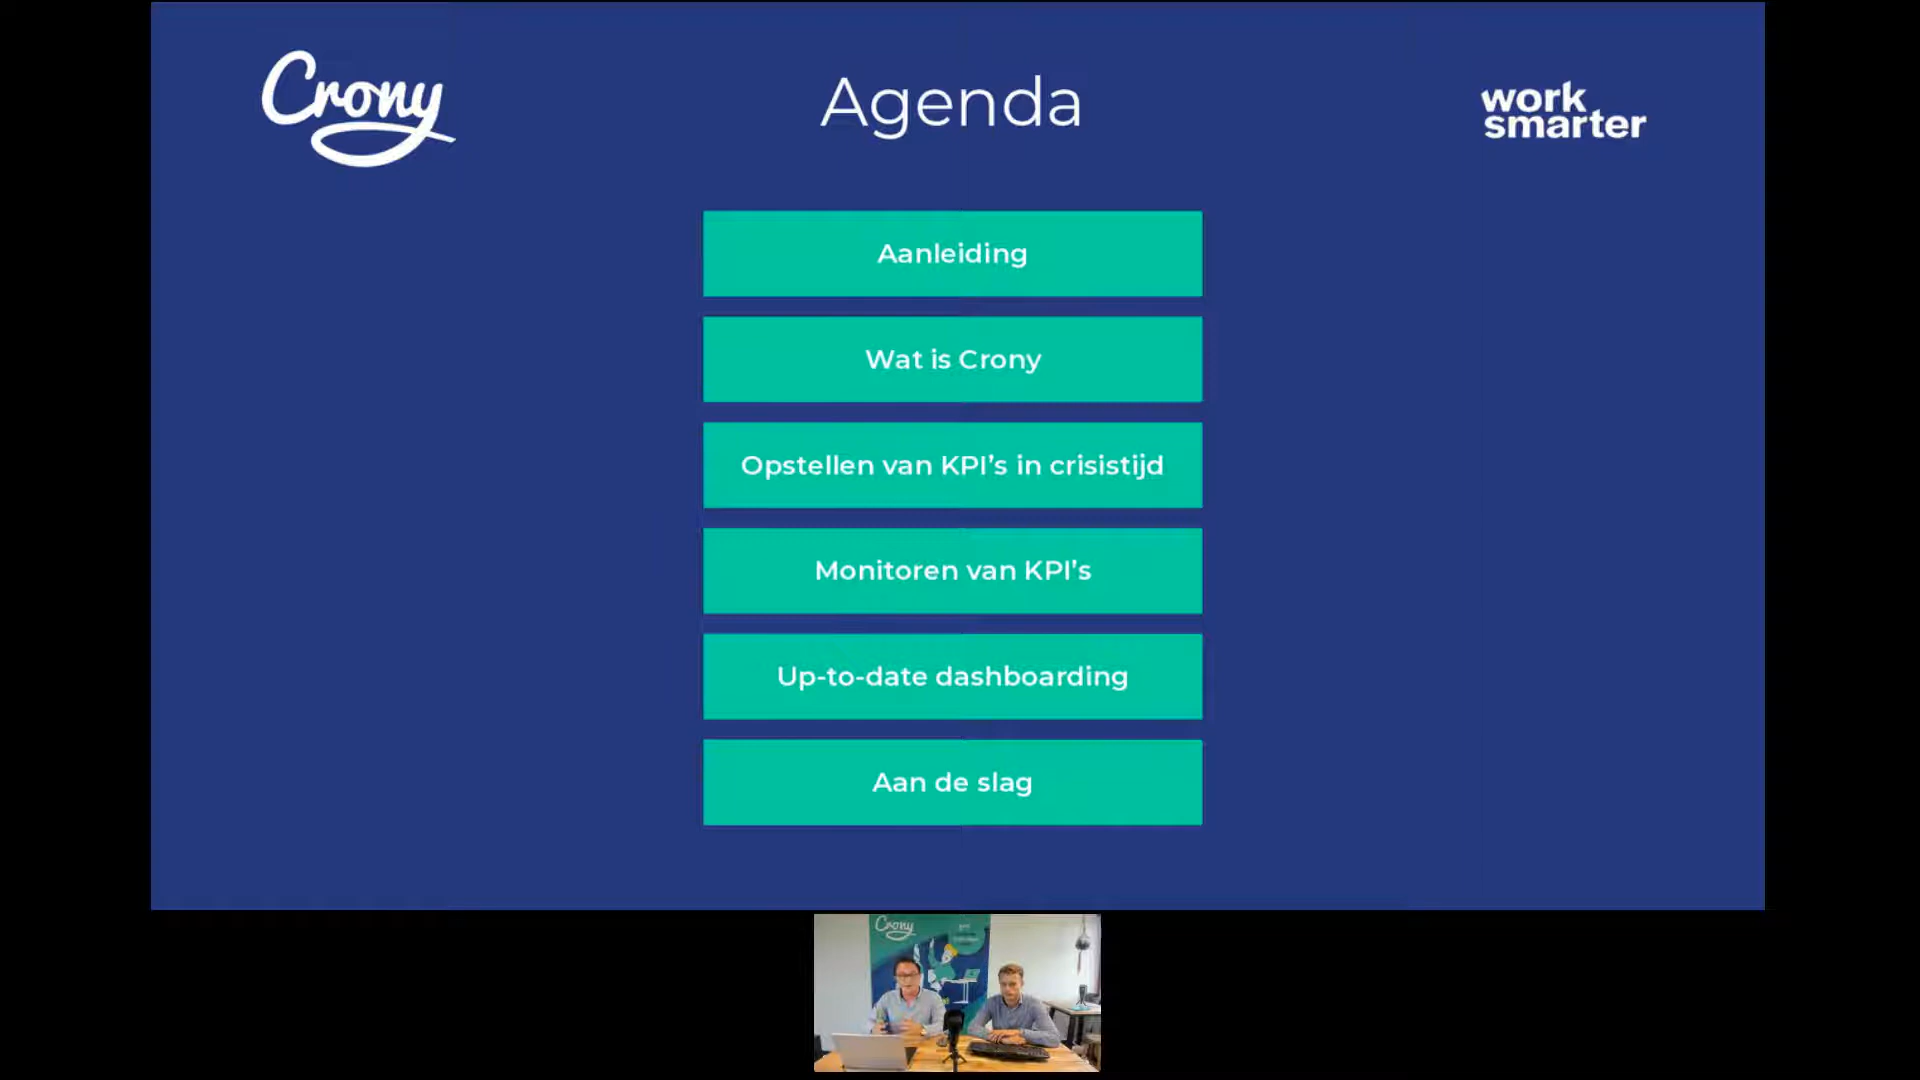 Crony
Agenda
work
smarter
Aanleiding
Wat is Crony
Opstellen van KPI's in crisistijd
Monitoren van KPI's
Up-to-date dashboarding
Aan de slag
Crony